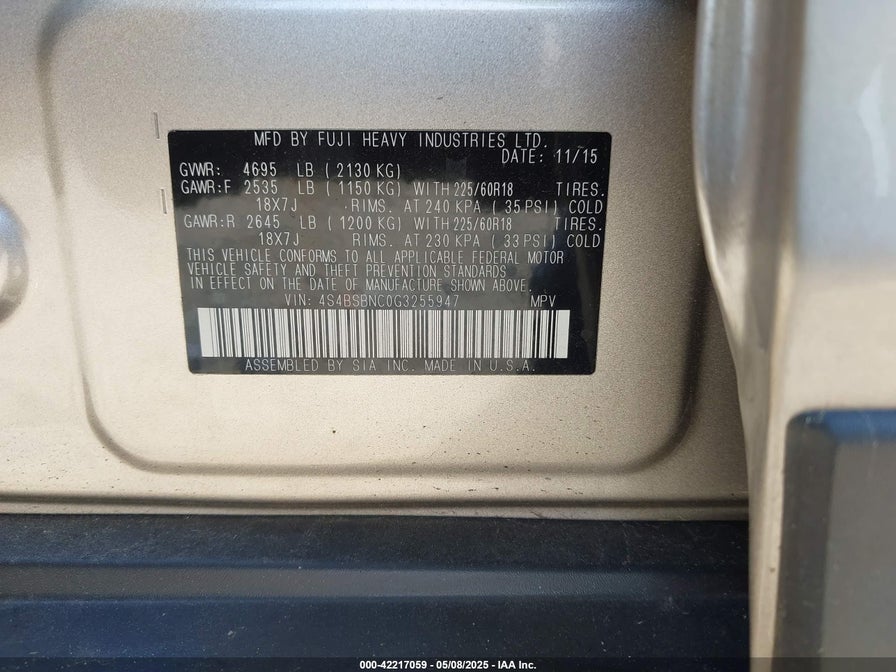 MFD BY FUJI HEAVY INDUSTRIES LTD.
DATE: 11/15
GVWR: 4695 LB ( 2130 KG)
GAWR:F 2535 LB ( 1150 KG) WITH 225/60R18 TIRES.
18X7J RIMS. AT 240 KPA ( 35 PSI) COLD
GAWR:R 2645 LB ( 1200 KG) WITH 225/60R18 TIRES.
18X7J RIMS. AT 230 KPA ( 33 PSI) COLD
THIS VEHICLE CONFORMS TO ALL APPLICABLE FEDERAL MOTOR
VEHICLE SAFETY AND THEFT PREVENTION STANDARDS
IN EFFECT ON THE DATE OF MANUFACTURE SHOWN ABOVE.
VIN: 4S4BSBNC0G3255947 MPV
ASSEMBLED BY SIA INC. MADE IN U.S.A.
000-42217059 - 05/08/2025 - IAA Inc.